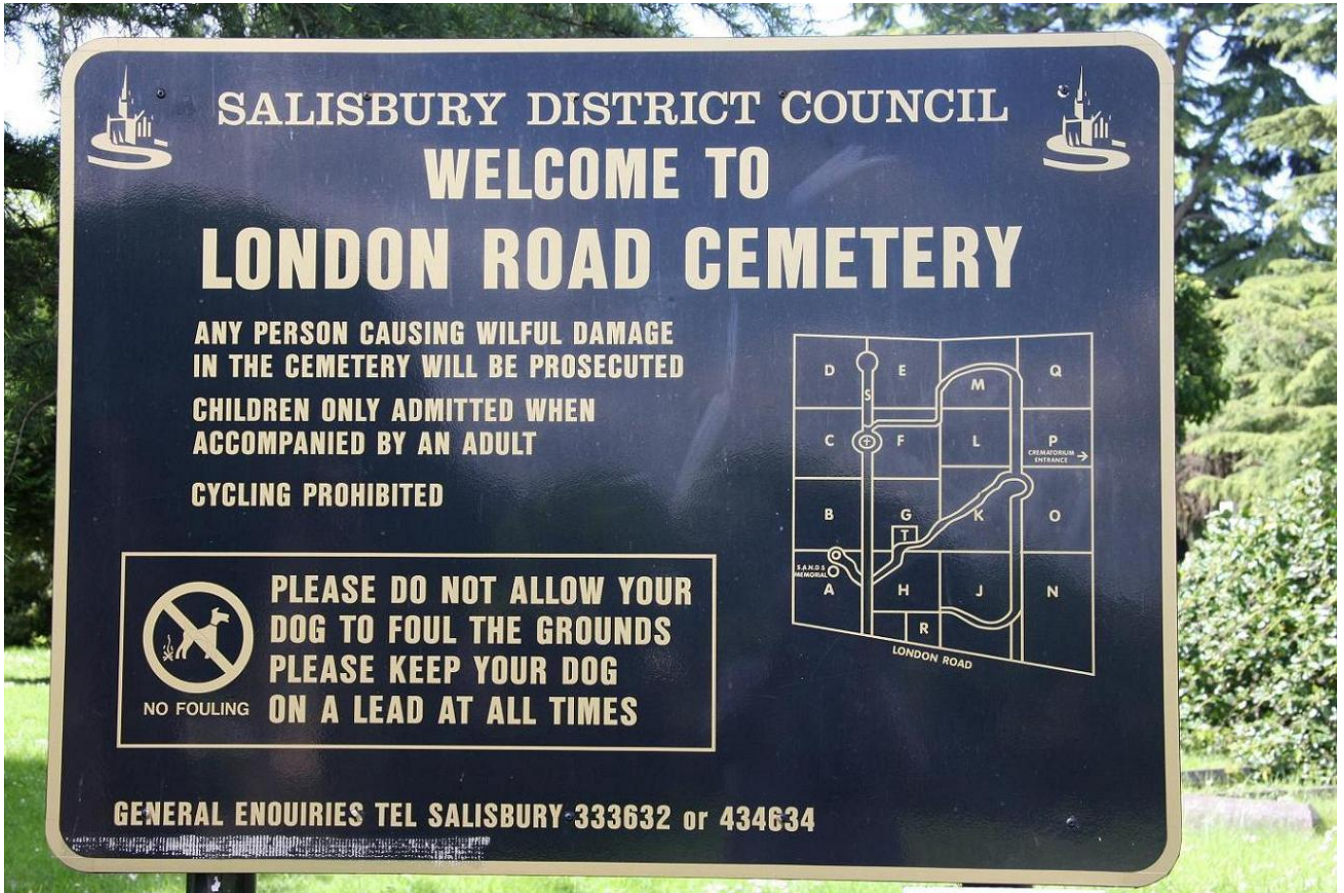 SALISBURY DISTRICT COUNCIL
WELCOME TO
LONDON ROAD CEMETERY
ANY PERSON CAUSING WILFUL DAMAGE
IN THE CEMETERY WILL BE PROSECUTED
CHILDREN ONLY ADMITTED WHEN
ACCOMPANIED BY AN ADULT
CYCLING PROHIBITED
D
E
M
Q
S
C
F
L
P
CREMATORIUM
ENTRANCE
B
G
K
O
T
S.A.N.D.S
MEMORIAL
A
H
J
N
R
LONDON ROAD
PLEASE DO NOT ALLOW YOUR
DOG TO FOUL THE GROUNDS
PLEASE KEEP YOUR DOG
ON A LEAD AT ALL TIMES
NO FOULING
GENERAL ENQUIRIES TEL SALISBURY 333632 or 434634